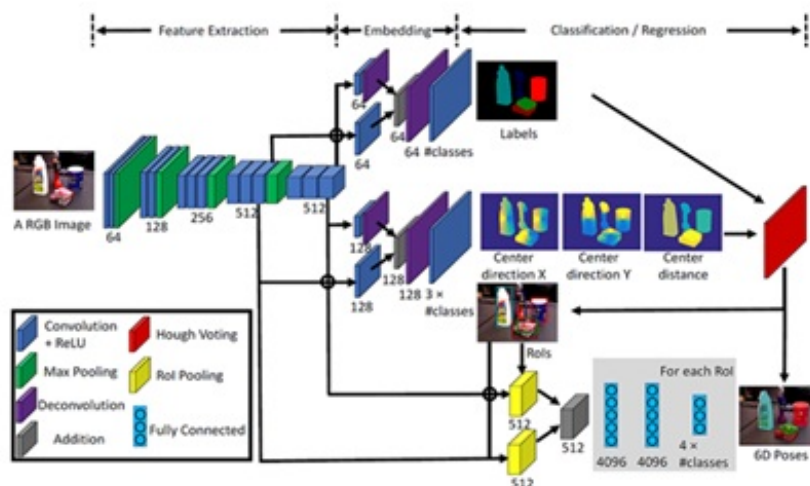 Feature Extraction
Embedding
Classification / Regression
64
64
64
64 #classes
Labels
A RGB Image
64
128
256
512
512
128
128
128
128
3 ×
#classes
Center
direction X
Center
direction Y
Center
distance
RoIs
512
512
512
For each RoI
4096
4096
4 ×
#classes
6D Poses
Convolution
+ ReLU
Max Pooling
Deconvolution
Addition
Hough Voting
RoI Pooling
Fully Connected